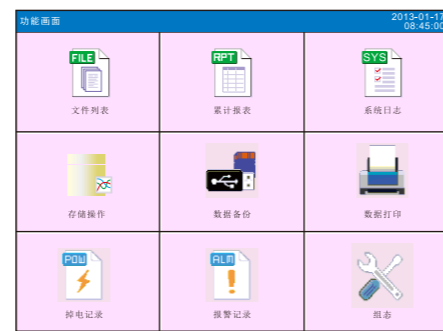 功能画面
2013-01-17
08:45:00
FILE
RPT
SYS
文件列表
累计报表
系统日志
存储操作
数据备份
数据打印
POW
ALM
掉电记录
报警记录
组态